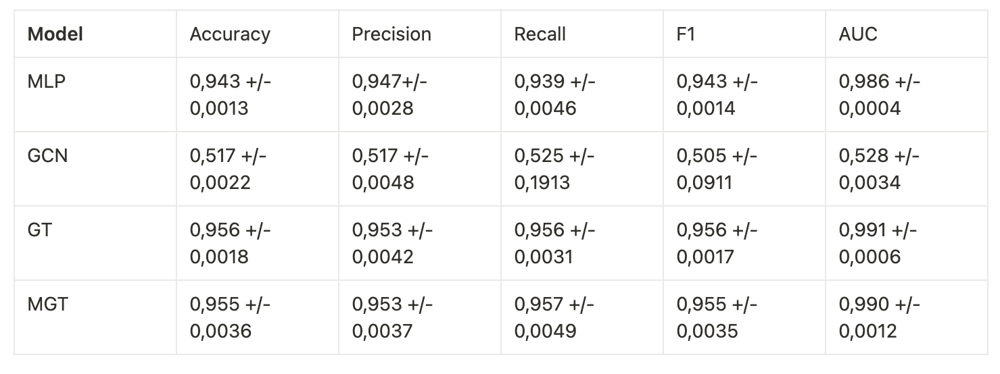 Model Accuracy Precision Recall F1 AUC
MLP 0,943 +/- 0,947+/- 0,939 +/- 0,943 +/- 0,986 +/-
0,0013 0,0028 0,0046 0,0014 0,0004
GCN 0,517 +/- 0,517 +/- 0,525 +/- 0,505 +/- 0,528 +/-
0,0022 0,0048 0,1913 0,0911 0,0034
GT 0,956 +/- 0,953 +/- 0,956 +/- 0,956 +/- 0,991 +/-
0,0018 0,0042 0,0031 0,0017 0,0006
MGT 0,955 +/- 0,953 +/- 0,957 +/- 0,955 +/- 0,990 +/-
0,0036 0,0037 0,0049 0,0035 0,0012